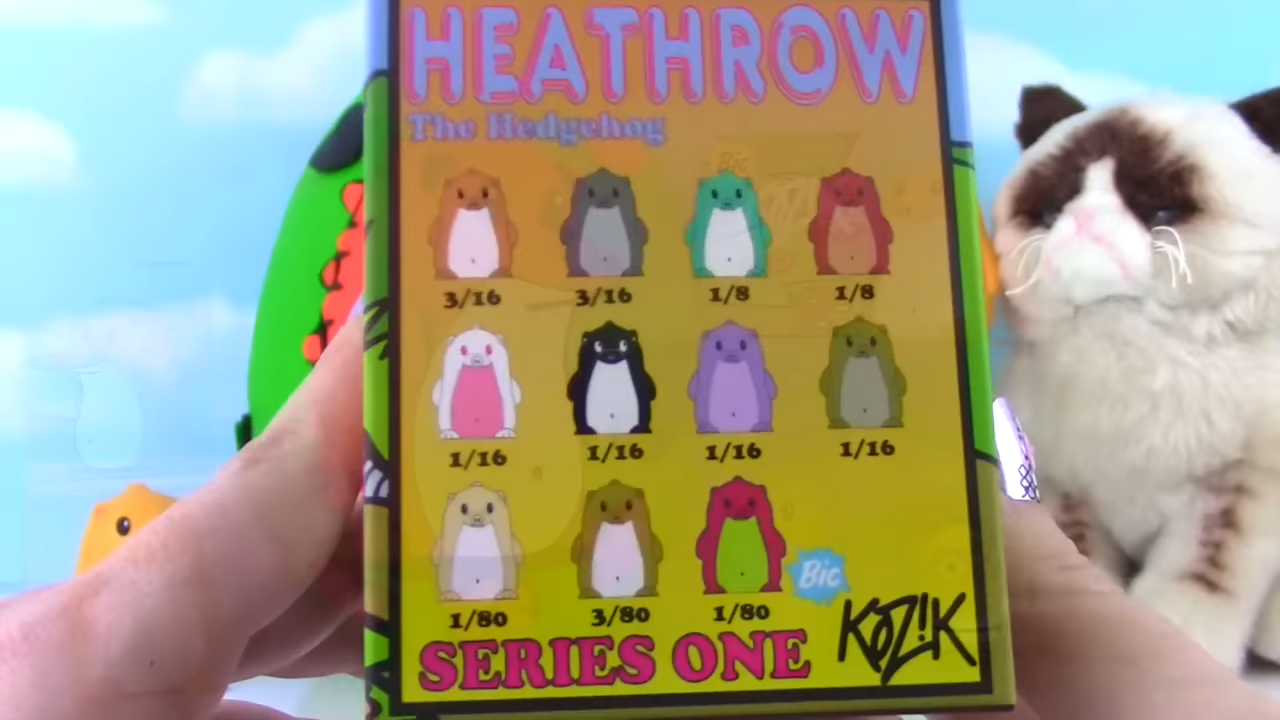 HEATHROW
The Hedgehog
3/16 3/16 1/8 1/8
1/16 1/16 1/16 1/16
1/80 3/80 1/80
Bic
KOZ!K
SERIES ONE